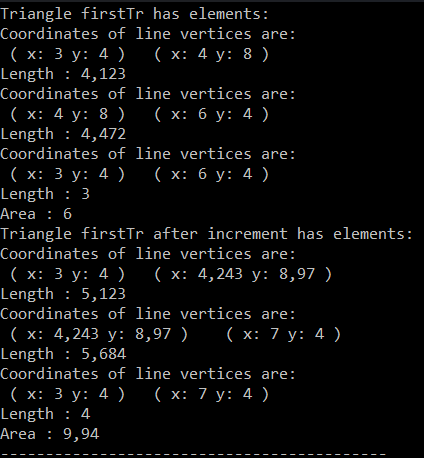 Triangle firstTr has elements:
Coordinates of line vertices are:
( x: 3 y: 4 )   ( x: 4 y: 8 )
Length : 4,123
Coordinates of line vertices are:
( x: 4 y: 8 )   ( x: 6 y: 4 )
Length : 4,472
Coordinates of line vertices are:
( x: 3 y: 4 )   ( x: 6 y: 4 )
Length : 3
Area : 6
Triangle firstTr after increment has elements:
Coordinates of line vertices are:
( x: 3 y: 4 )   ( x: 4,243 y: 8,97 )
Length : 5,123
Coordinates of line vertices are:
( x: 4,243 y: 8,97 )    ( x: 7 y: 4 )
Length : 5,684
Coordinates of line vertices are:
( x: 3 y: 4 )   ( x: 7 y: 4 )
Length : 4
Area : 9,94
-------------------------------------------